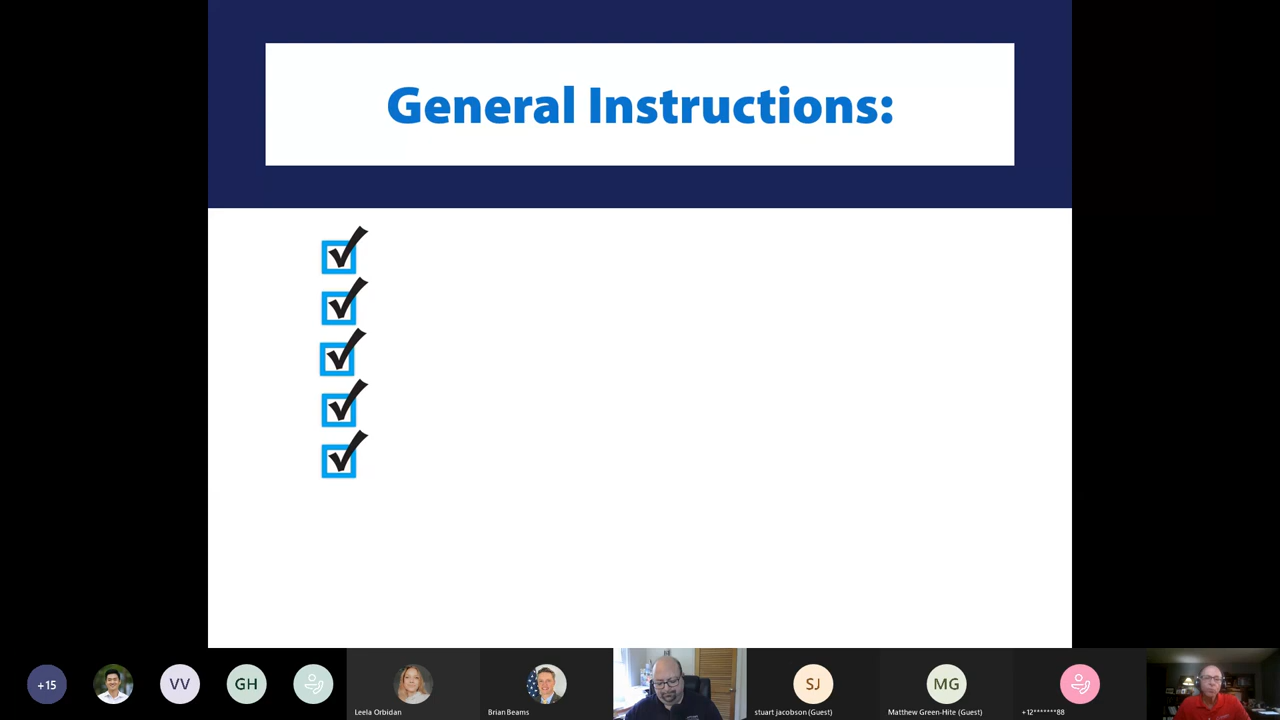 General Instructions:
+15
VV
GH
Leela Orbidan
Brian Beams
SJ
stuart jacobson (Guest)
MG
Matthew Green-Hite (Guest)
+12*******88